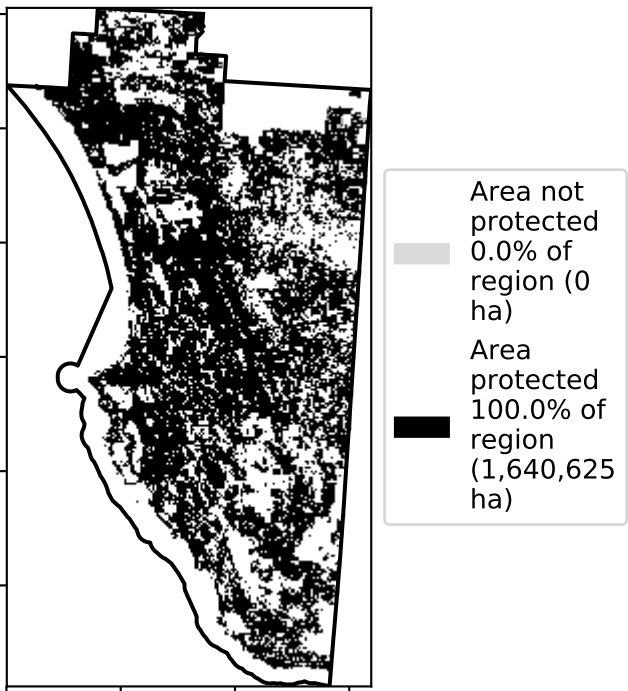 Area not
protected
0.0% of
region (0
ha)
Area
protected
100.0% of
region
(1,640,625
ha)